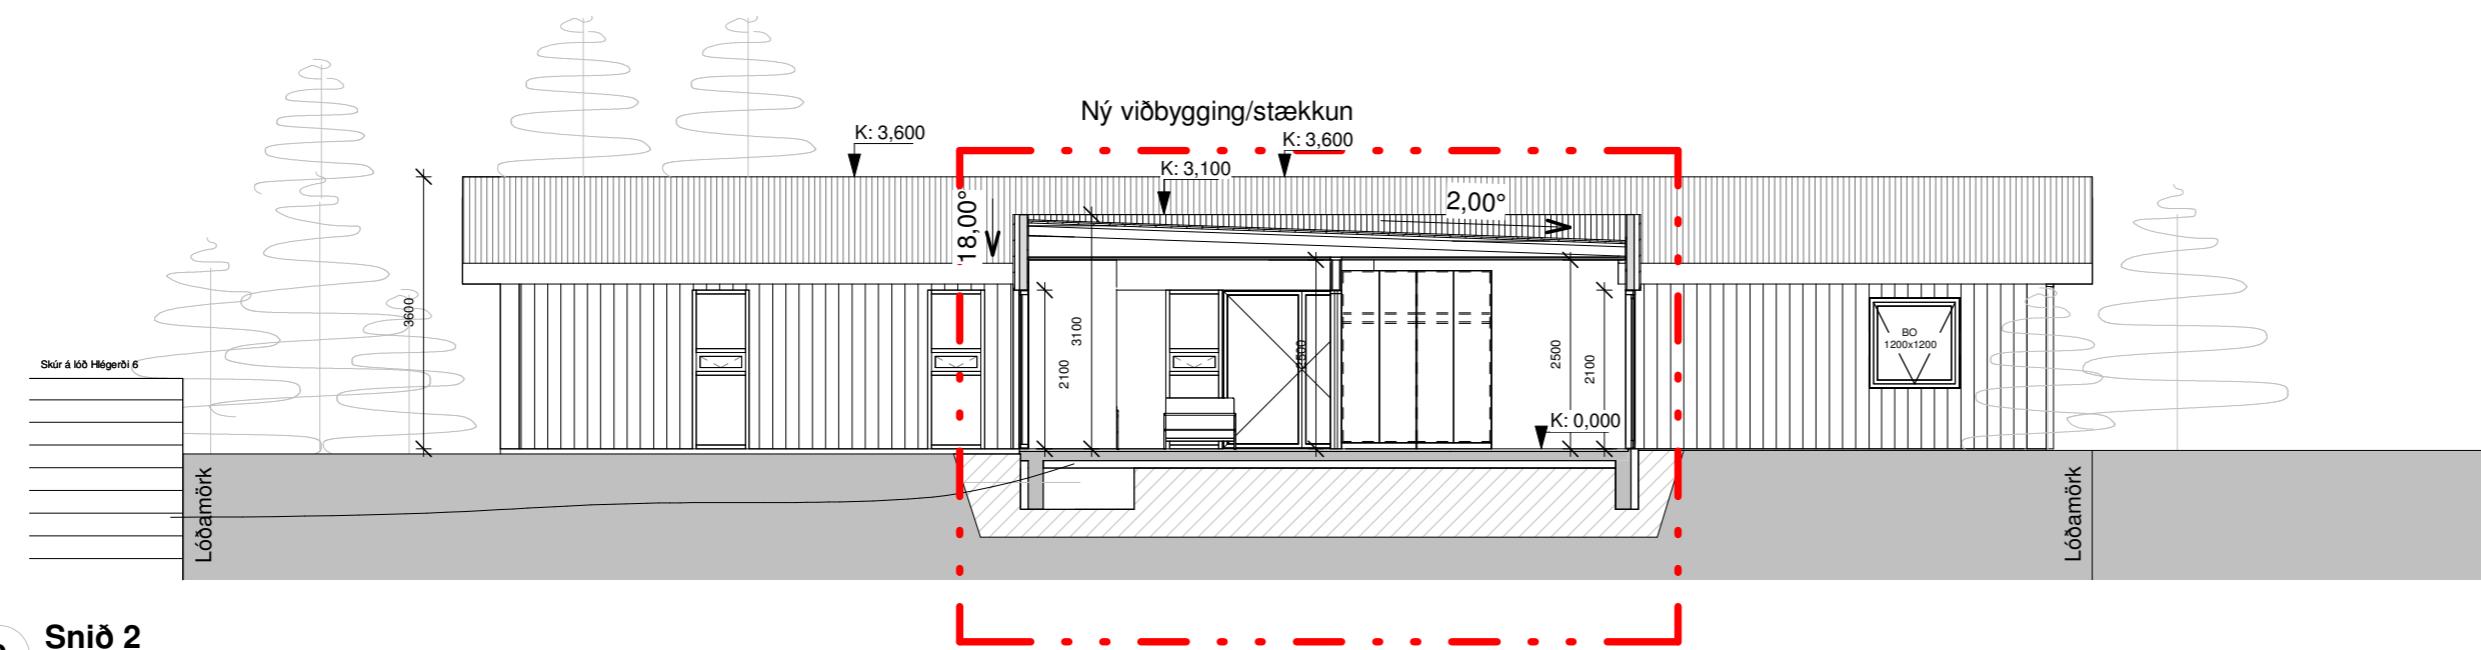 Ný viðbygging/stækkun
K: 3,600
K: 3,600
K: 3,100
18,00°
2,00°
3600
3100
2100
2500
2500
2100
BO
1200x1200
Skúr á lóð Hlégerði 6
K: 0,000
Lóðamörk
Lóðamörk
Snið 2